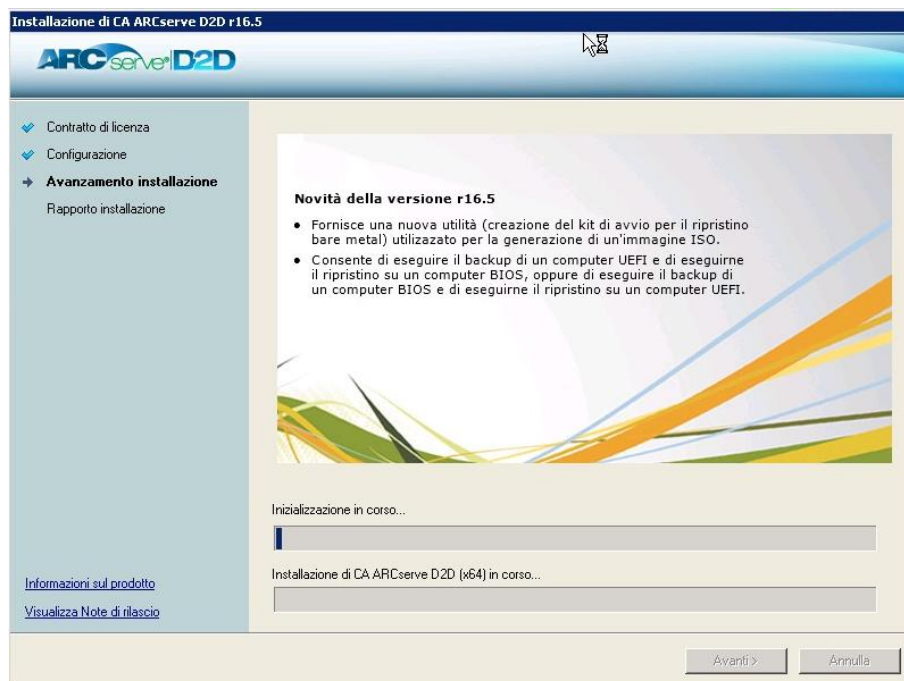 Installazione di CA ARCserve D2D r16.5
ARCserve® D2D
Contratto di licenza
Configurazione
Avanzamento installazione
Rapporto installazione
Novità della versione r16.5
• Fornisce una nuova utilità (creazione del kit di avvio per il ripristino
bare metal) utilizzato per la generazione di un'immagine ISO.
• Consente di eseguire il backup di un computer UEFI e di eseguirne
il ripristino su un computer BIOS, oppure di eseguire il backup di
un computer BIOS e di eseguirne il ripristino su un computer UEFI.
Inizializzazione in corso...
Installazione di CA ARCserve D2D (x64) in corso...
Informazioni sul prodotto
Visualizza Note di rilascio
Avanti >
Annulla